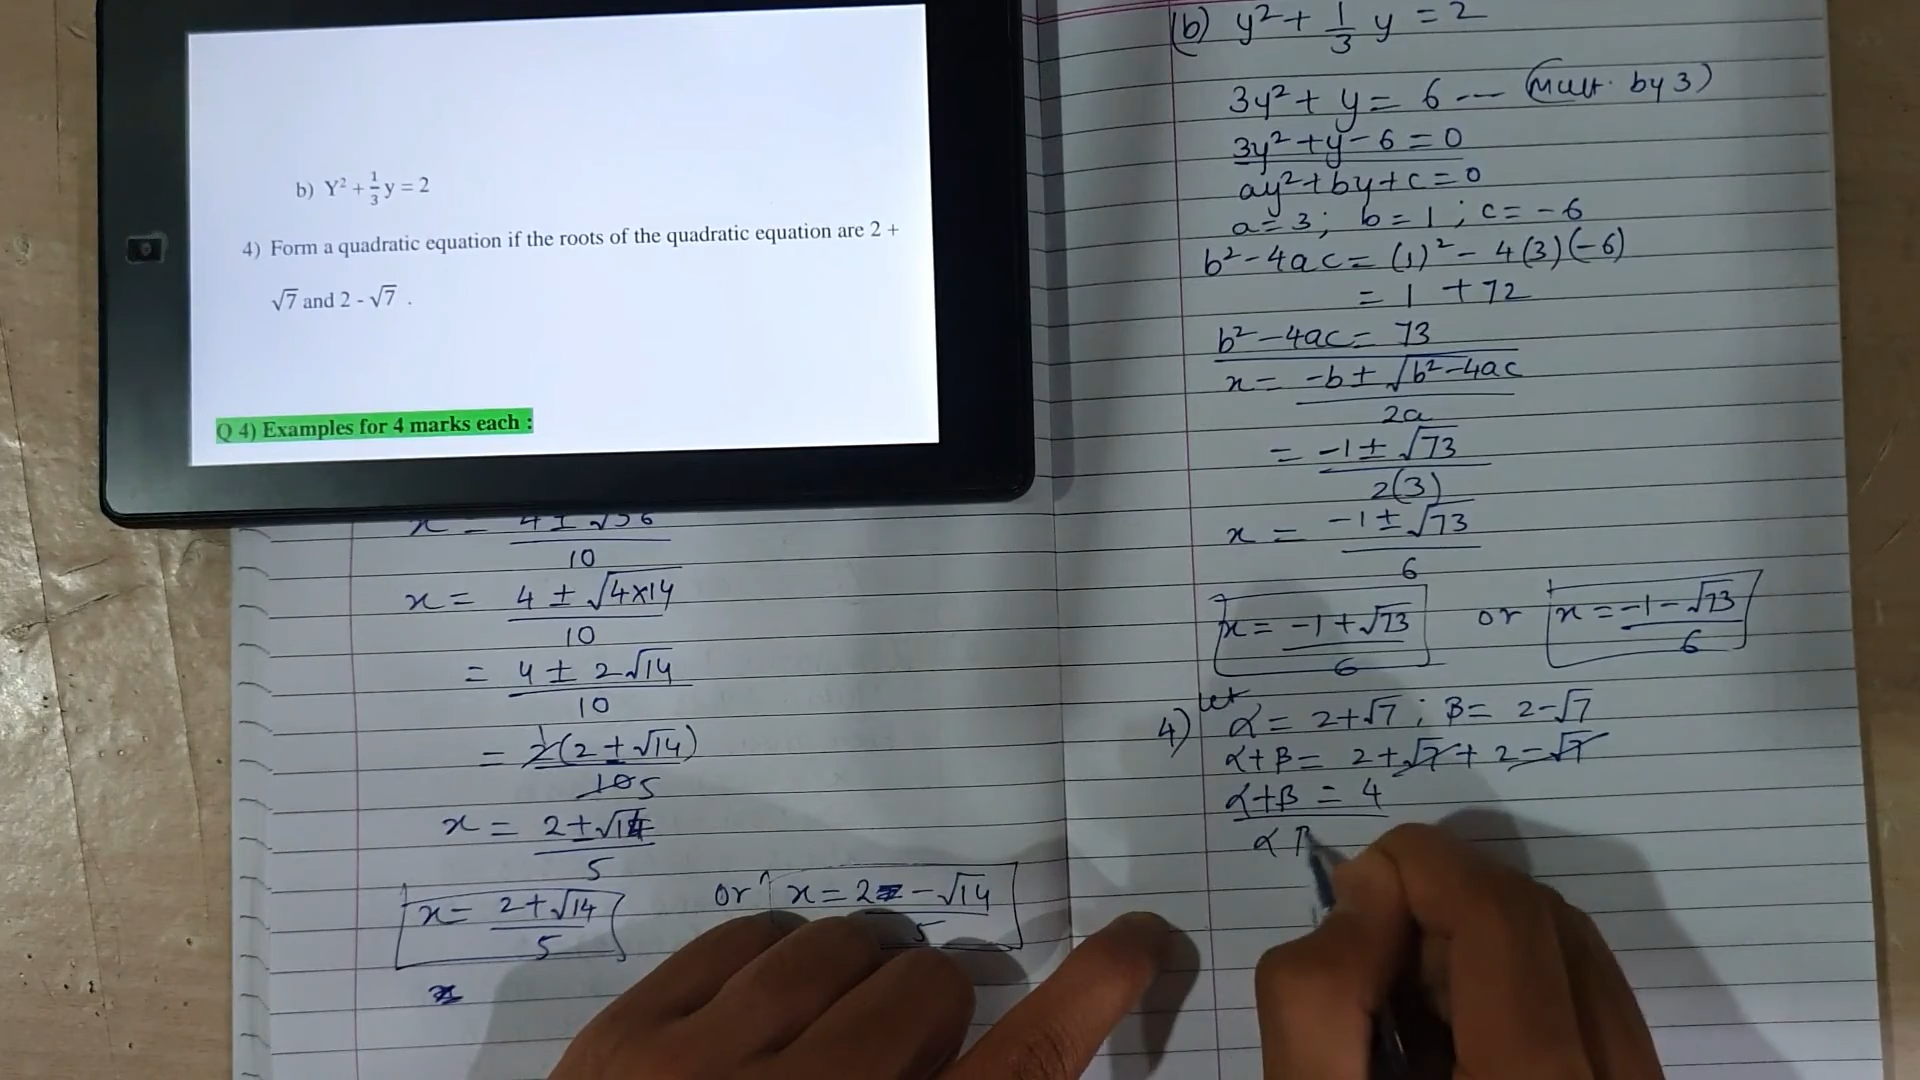 b) Y² + 1/3 y = 2
4) Form a quadratic equation if the roots of the quadratic equation are 2 +
√7 and 2 - √7 .
Q 4) Examples for 4 marks each :
x = 4 ± √56
10
x = 4 ± √4×14
10
= 4 ± 2√14
10
= 2(2 ± √14)
10 5
x = 2 ± √14
5
x = 2 + √14
5
or x = 2 - √14
5
(b) y² + 1/3 y = 2
3y² + y = 6 --- (Mult. by 3)
3y² + y - 6 = 0
ay² + by + c = 0
a = 3 ; b = 1 ; c = - 6
b² - 4ac = (1)² - 4(3)(-6)
= 1 + 72
b² - 4ac = 73
x = -b ± √b² - 4ac
2a
= -1 ± √73
2(3)
x = -1 ± √73
6
x = -1 + √73
6
or x = -1 - √73
6
4) Let α = 2+√7 ; β = 2-√7
α + β = 2 + √7 + 2 - √7
α + β = 4
α